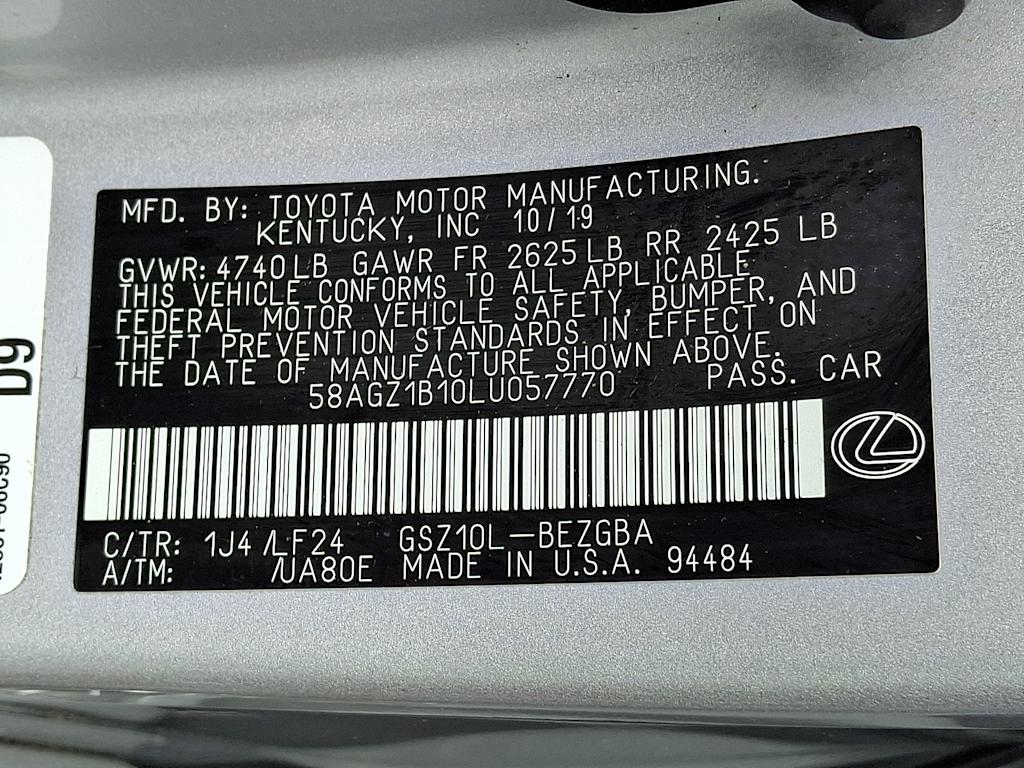 MFD. BY: TOYOTA MOTOR MANUFACTURING.
KENTUCKY, INC 10/19
GVWR: 4740LB GAWR FR 2625LB RR 2425 LB
THIS VEHICLE CONFORMS TO ALL APPLICABLE
FEDERAL MOTOR VEHICLE SAFETY, BUMPER, AND
THEFT PREVENTION STANDARDS IN EFFECT ON
THE DATE OF MANUFACTURE SHOWN ABOVE.
58AGZ1B10LU057770 PASS. CAR
C/TR: 1J4 /LF24 GSZ10L-BEZGBA
A/TM: /UA80E MADE IN U.S.A. 94484
D9